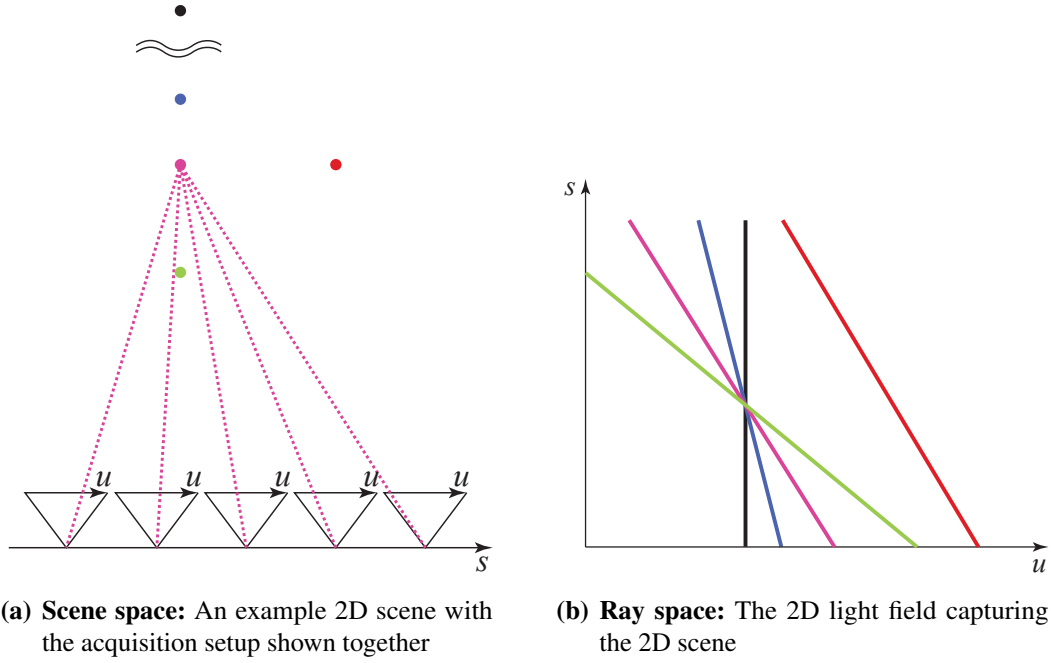 u u u u u
s
s
u
(a) Scene space: An example 2D scene with
the acquisition setup shown together
(b) Ray space: The 2D light field capturing
the 2D scene